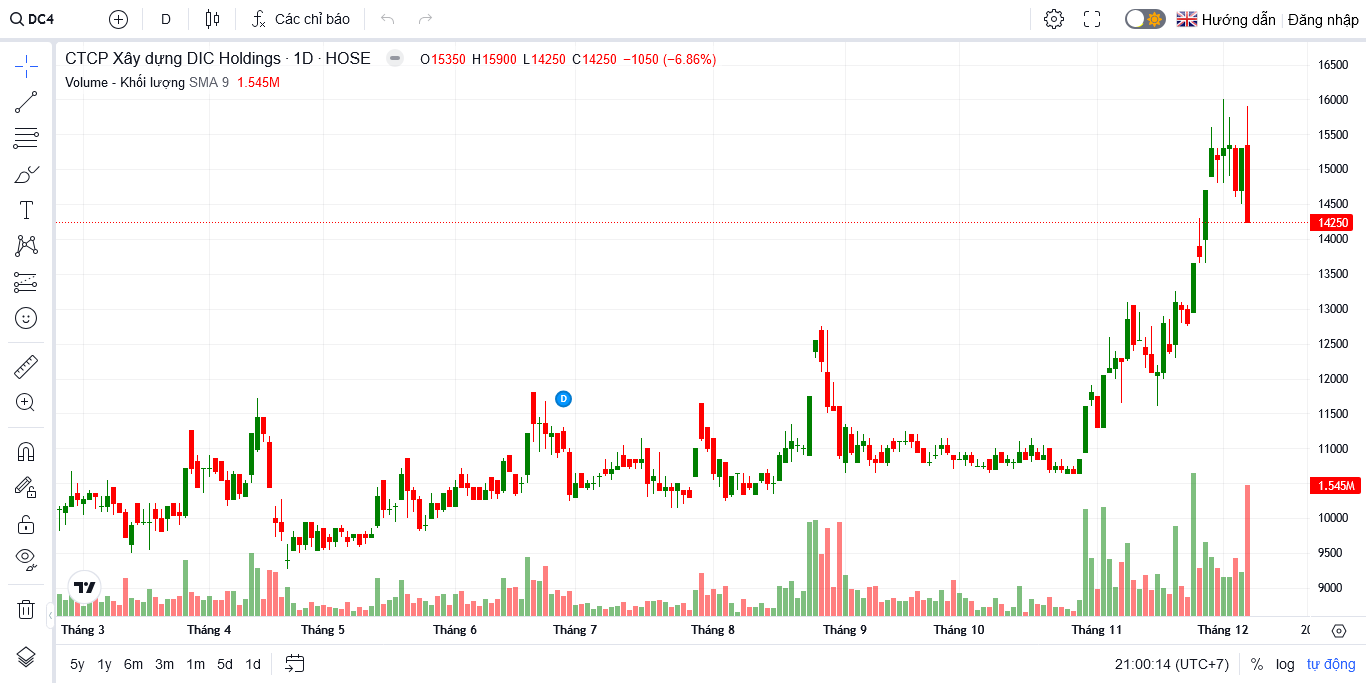 DC4 D Các chỉ báo Hướng dẫn Đăng nhập
CTCP Xây dựng DIC Holdings · 1D · HOSE O15350 H15900 L14250 C14250 −1050 (−6.86%)
Volume - Khối lượng SMA 9 1.545M
16500
16000
15500
15000
14500
14250
14000
13500
13000
12500
12000
11500
11000
1.545M
10000
9500
9000
D
Tháng 3 Tháng 4 Tháng 5 Tháng 6 Tháng 7 Tháng 8 Tháng 9 Tháng 10 Tháng 11 Tháng 12
5y 1y 6m 3m 1m 5d 1d 21:00:14 (UTC+7) % log tự động